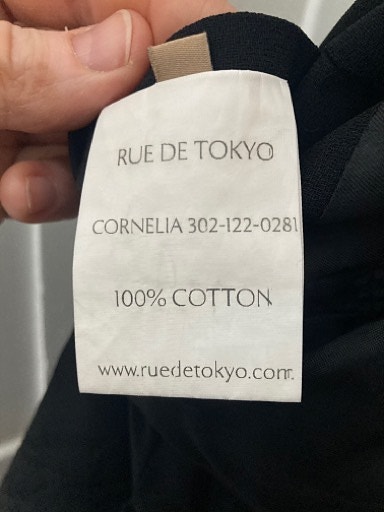 RUE DE TOKYO
CORNELIA 302-122-0281
100% COTTON
www.ruedetokyo.com